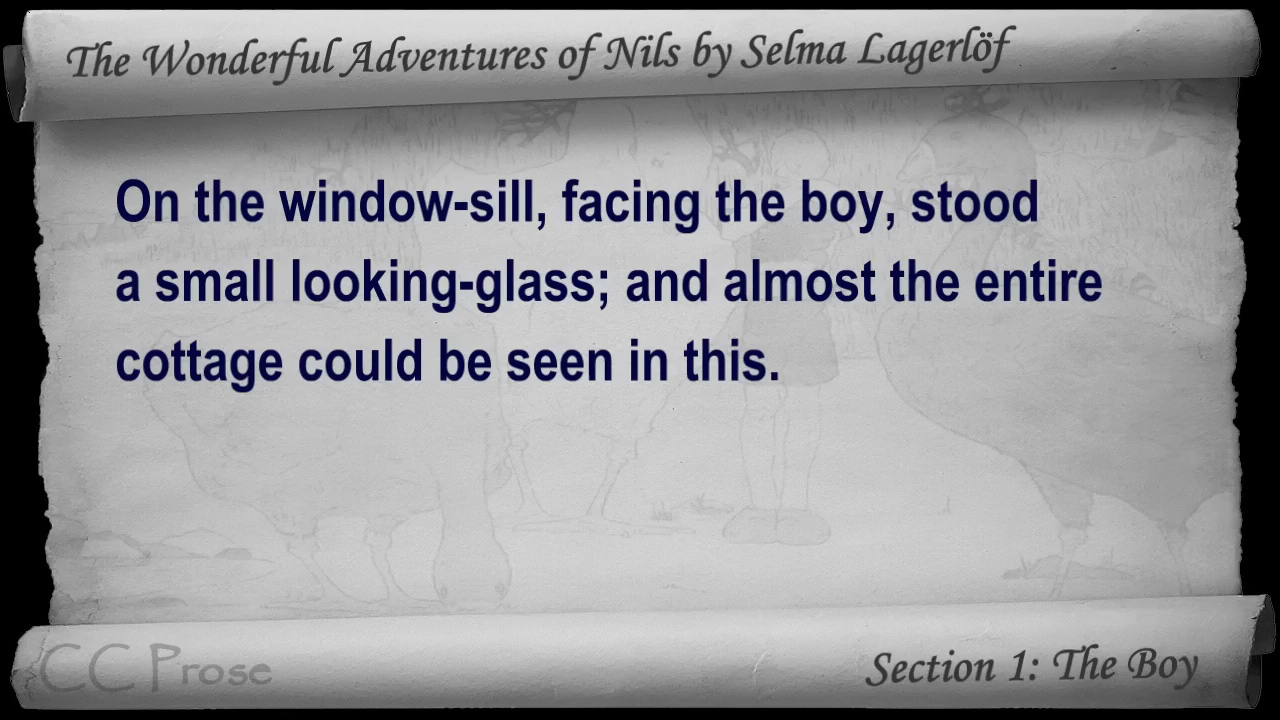 The Wonderful Adventures of Nils by Selma Lagerlöf
On the window-sill, facing the boy, stood
a small looking-glass; and almost the entire
cottage could be seen in this.
CC Prose
Section 1: The Boy